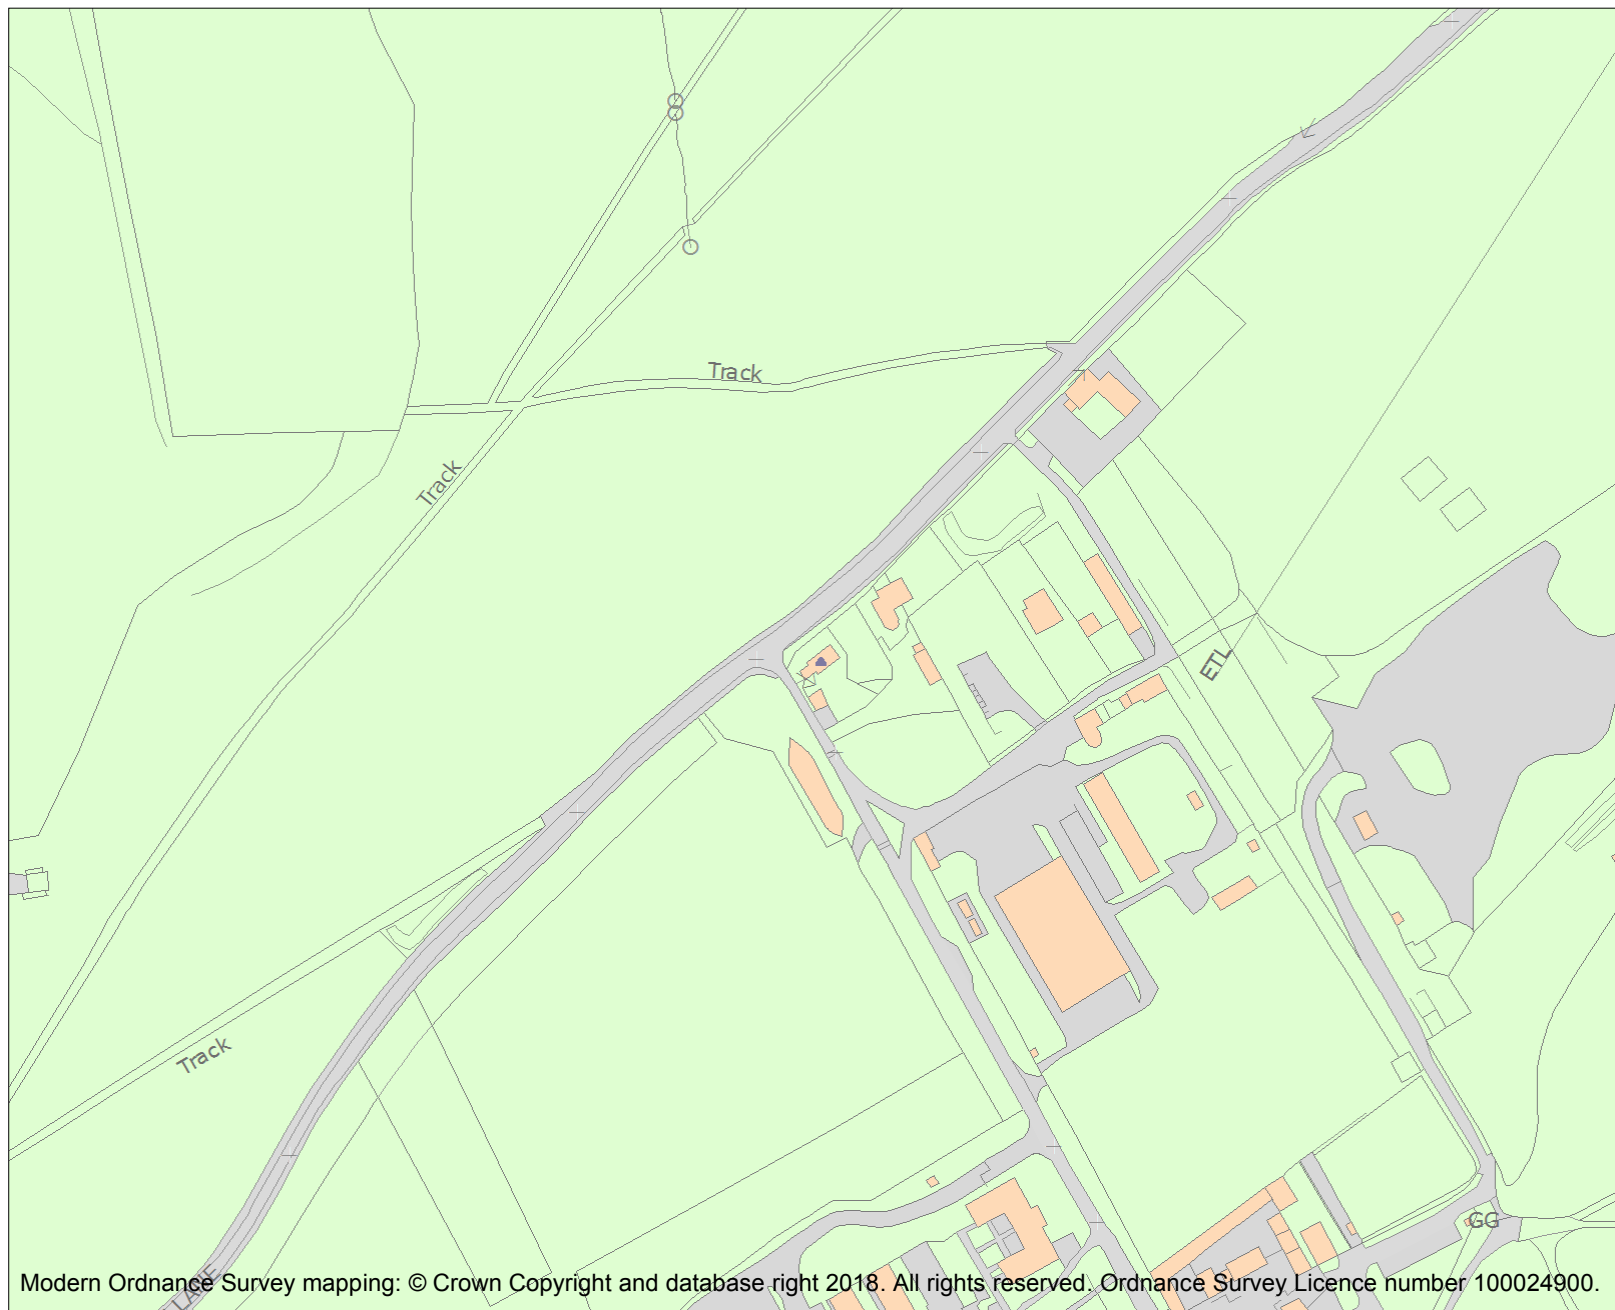 Track
Track
ETL
Track
GG
LANE
Modern Ordnance Survey mapping: © Crown Copyright and database right 2018. All rights reserved. Ordnance Survey Licence number 100024900.